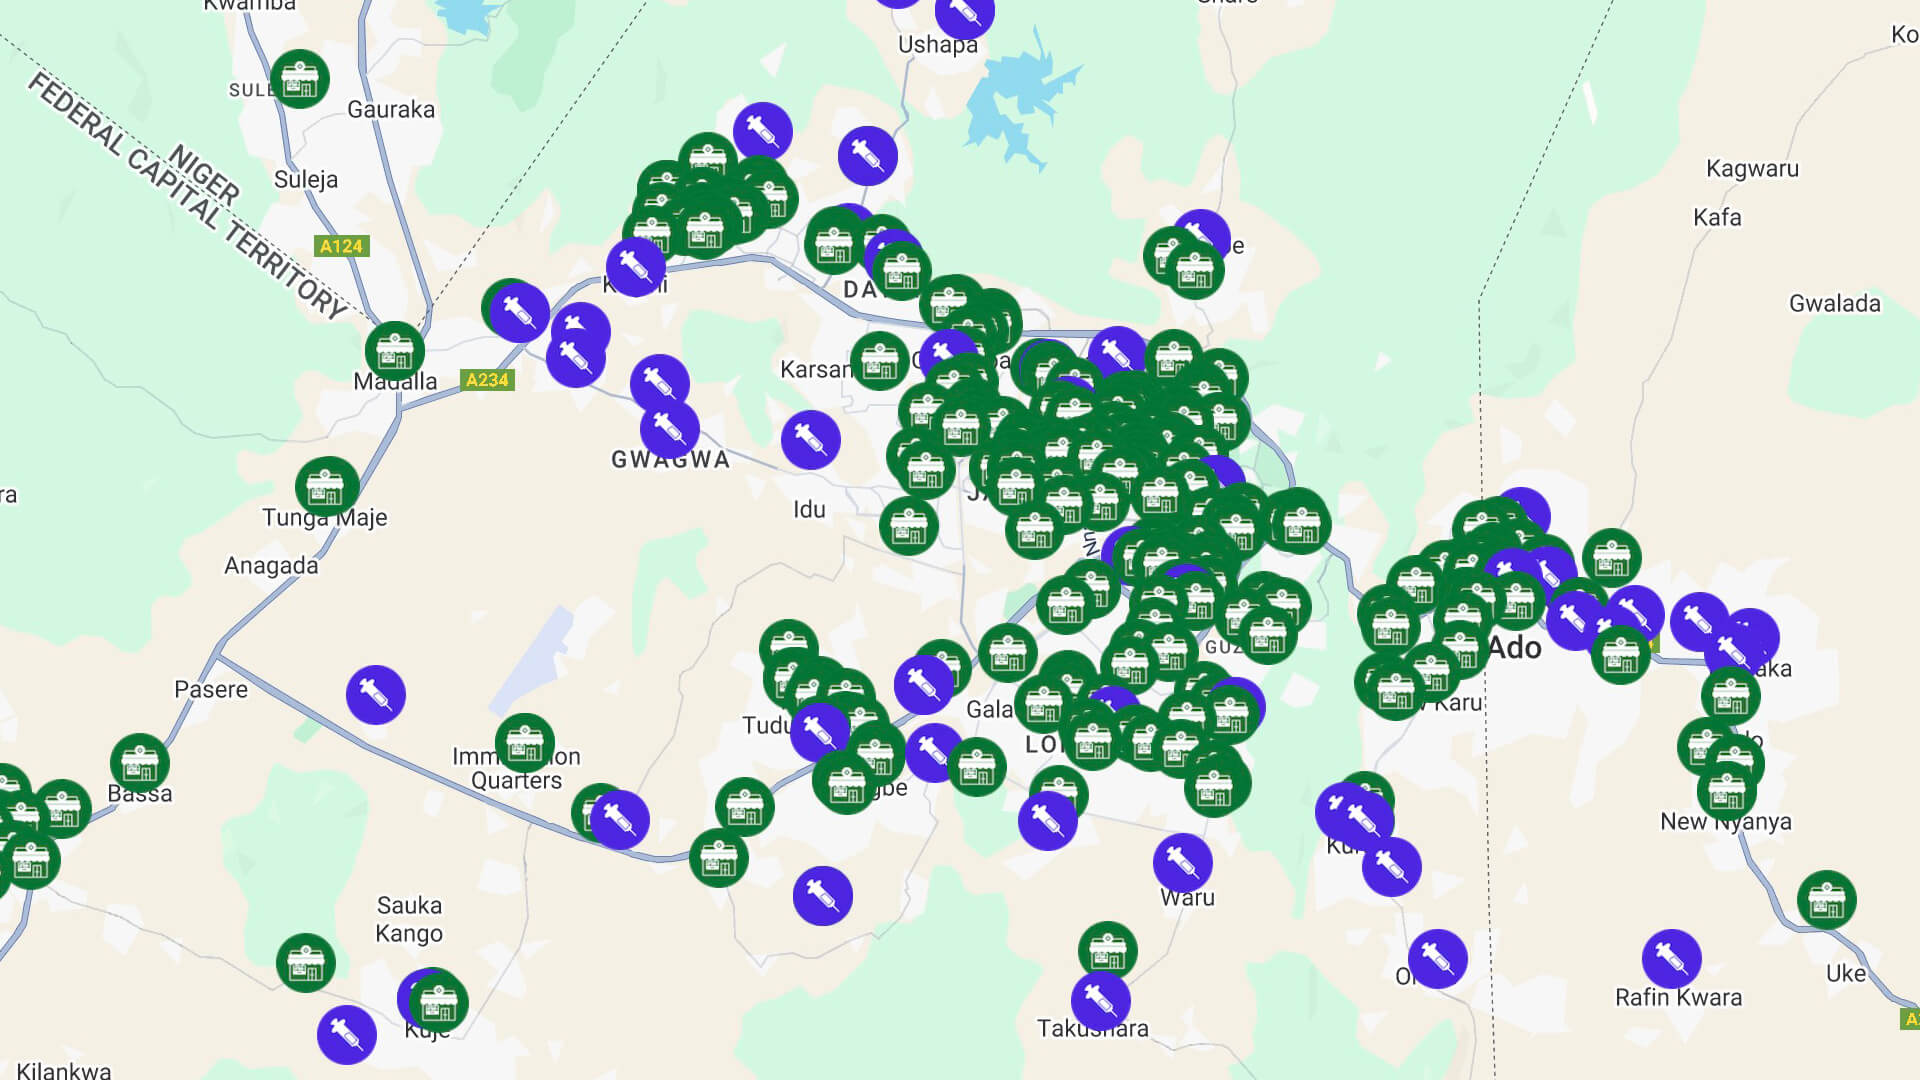 Kwamba
Ushapa
Ko
SULE
Gauraka
FEDERAL CAPITAL TERRITORY
NIGER
Suleja
Kagwaru
Kafa
A124
DA
Gwalada
Madalla
A234
Karsan
GWAGWA
Idu
JA
Tunga Maje
Anagada
Ado
GUZ
Pasere
Karu
Gala
Tudu
LO
Quarters
Bassa
New Nyanya
Waru
Sauka
Kango
Uke
Rafin Kwara
Takushara
Kuje
Kilankwa